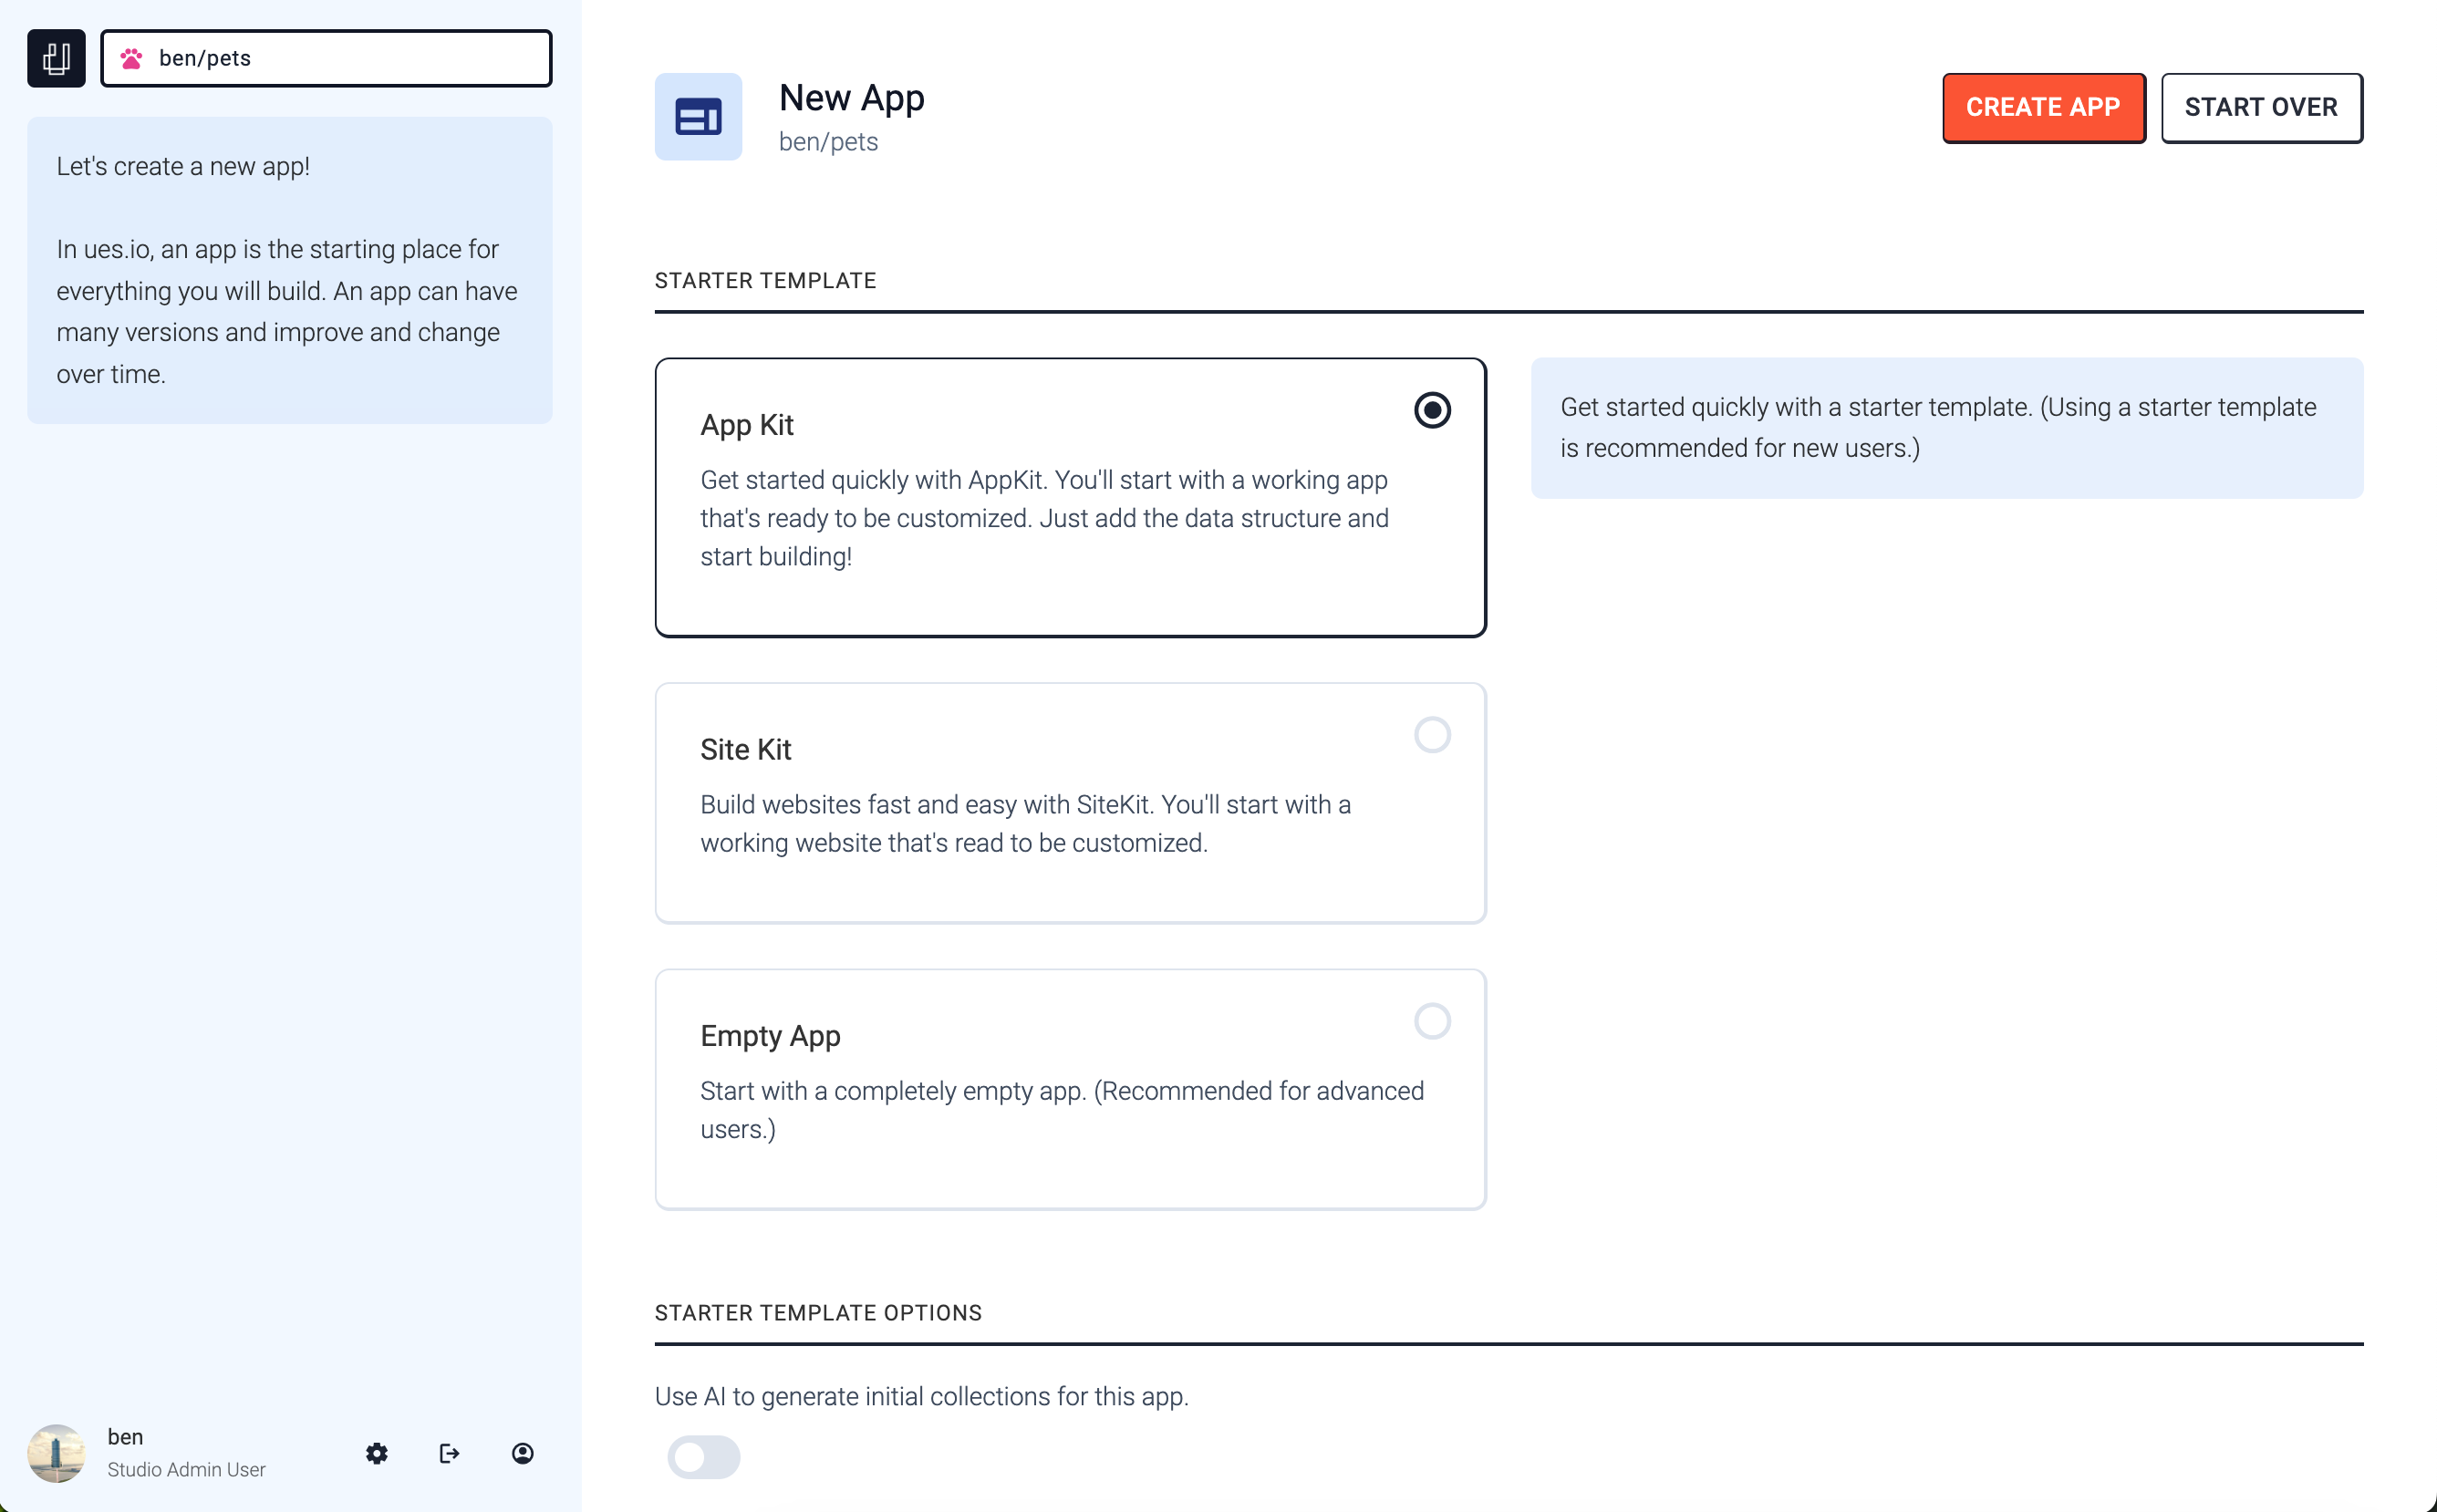 ben/pets
Let's create a new app!
In ues.io, an app is the starting place for
everything you will build. An app can have
many versions and improve and change
over time.
ben
Studio Admin User
New App
ben/pets
CREATE APP
START OVER
STARTER TEMPLATE
App Kit
Get started quickly with AppKit. You'll start with a working app
that's ready to be customized. Just add the data structure and
start building!
Get started quickly with a starter template. (Using a starter template
is recommended for new users.)
Site Kit
Build websites fast and easy with SiteKit. You'll start with a
working website that's read to be customized.
Empty App
Start with a completely empty app. (Recommended for advanced
users.)
STARTER TEMPLATE OPTIONS
Use AI to generate initial collections for this app.